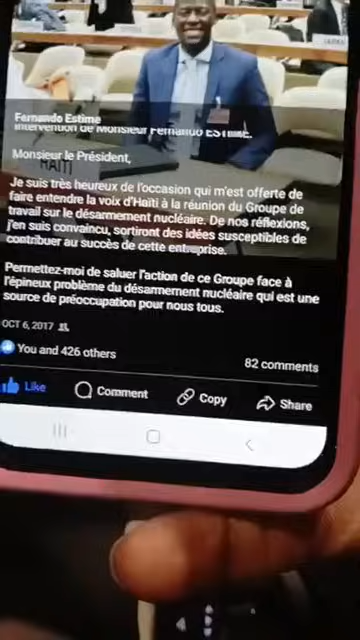 Fernando Estime
Intervention de Monsieur Fernando ESTIME,
Monsieur le Président,
HAITI
Je suis très heureux de l'occasion qui m'est offerte de
faire entendre la voix d'Haïti à la réunion du Groupe de
travail sur le désarmement nucléaire. De nos réflexions,
j'en suis convaincu, sortiront des idées susceptibles de
contribuer au succès de cette entreprise.
Permettez-moi de saluer l'action de ce Groupe face à
l'épineux problème du désarmement nucléaire qui est une
source de préoccupation pour nous tous.
OCT 6, 2017
You and 426 others
82 comments
Like
Comment
Copy
Share